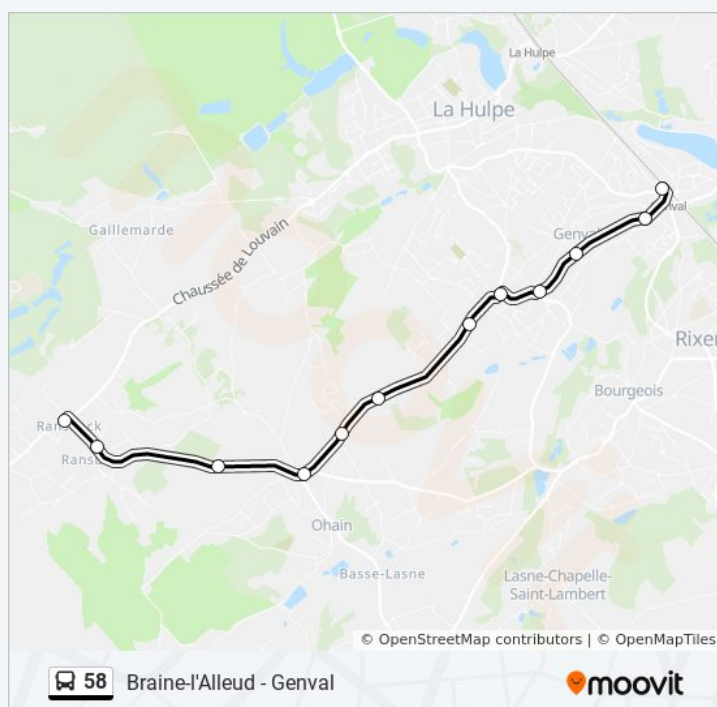 La Hulpe
La Hulpe
Gaillemarde
Chaussée de Louvain
Genval
Rixen
Bourgeois
Ohain
Basse-Lasne
Lasne-Chapelle-
Saint-Lambert
© OpenStreetMap contributors | © OpenMapTiles
58 Braine-l'Alleud - Genval
moovit